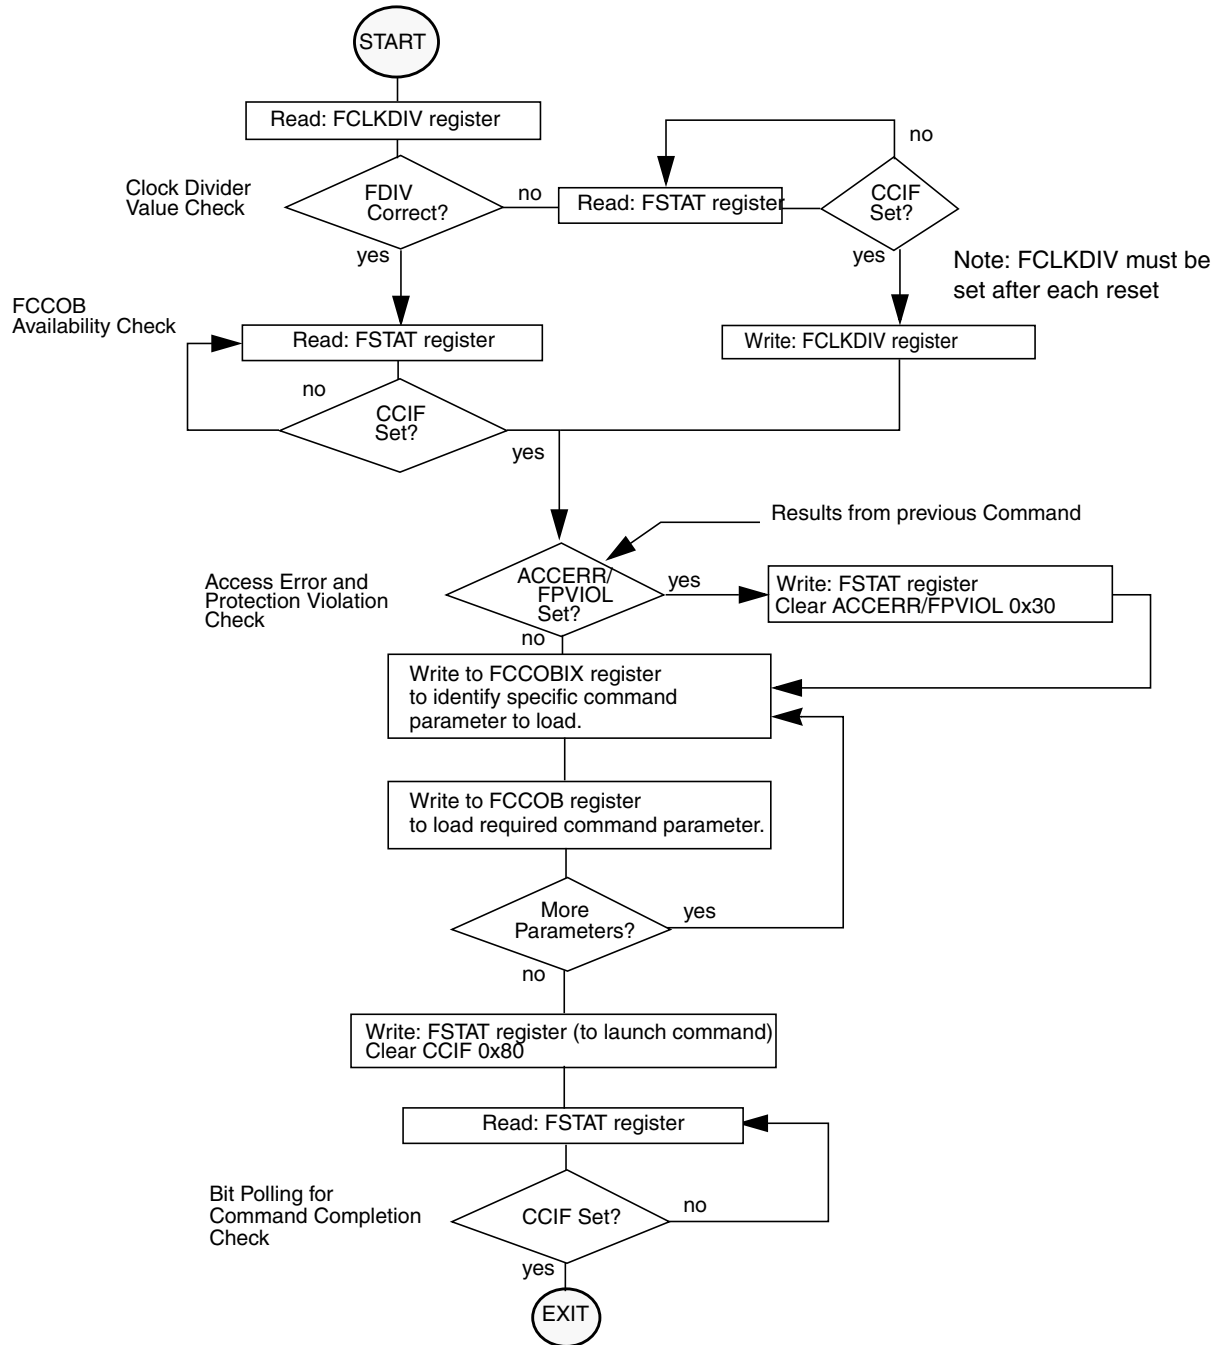 START
Read: FCLKDIV register
no
Clock Divider
Value Check
FDIV
Correct?
no
Read: FSTAT register
CCIF
Set?
yes
yes
Note: FCLKDIV must be
set after each reset
FCCOB
Availability Check
Read: FSTAT register
Write: FCLKDIV register
no
CCIF
Set?
yes
Results from previous Command
Access Error and
Protection Violation
Check
ACCERR/
FPVIOL
Set?
yes
Write: FSTAT register
Clear ACCERR/FPVIOL 0x30
no
Write to FCCOBIX register
to identify specific command
parameter to load.
Write to FCCOB register
to load required command parameter.
More
Parameters?
yes
no
Write: FSTAT register (to launch command)
Clear CCIF 0x80
Read: FSTAT register
Bit Polling for
Command Completion
Check
CCIF Set?
no
yes
EXIT